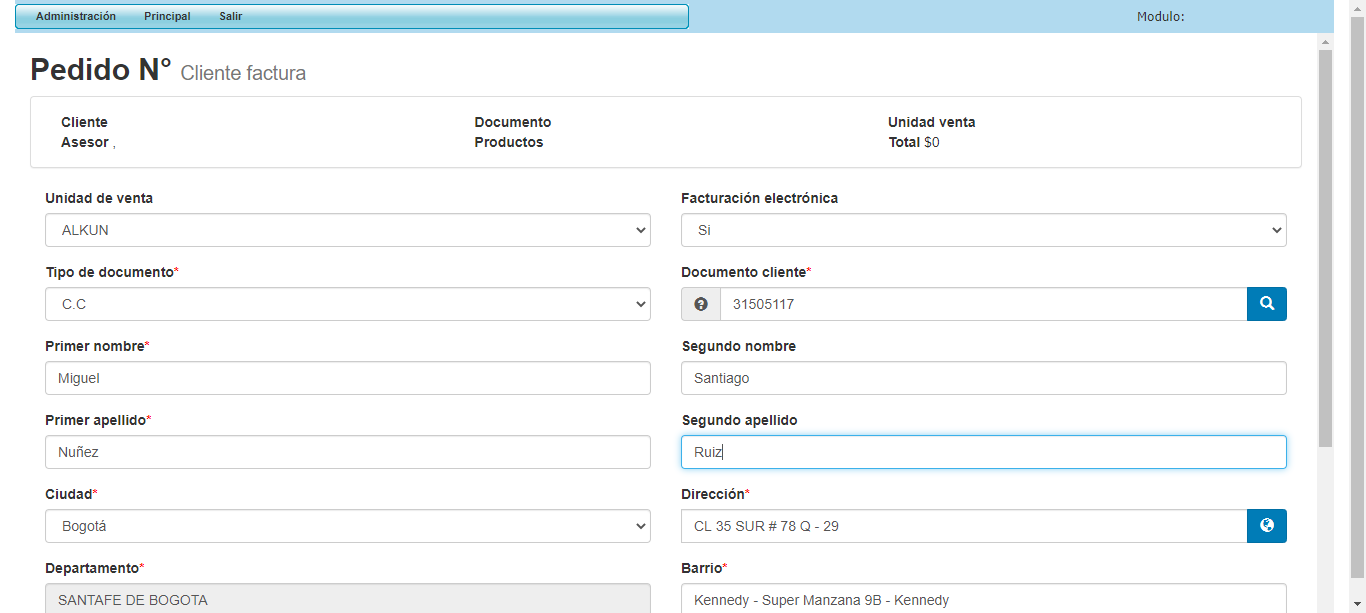 Administración Principal Salir Modulo:
Pedido N° Cliente factura
Cliente Documento Unidad venta
Asesor , Productos Total $0
Unidad de venta Facturación electrónica
ALKUN Si
Tipo de documento* Documento cliente*
C.C 31505117
Primer nombre* Segundo nombre
Miguel Santiago
Primer apellido* Segundo apellido
Nuñez Ruiz
Ciudad* Dirección*
Bogotá CL 35 SUR # 78 Q - 29
Departamento* Barrio*
SANTAFE DE BOGOTA Kennedy - Super Manzana 9B - Kennedy